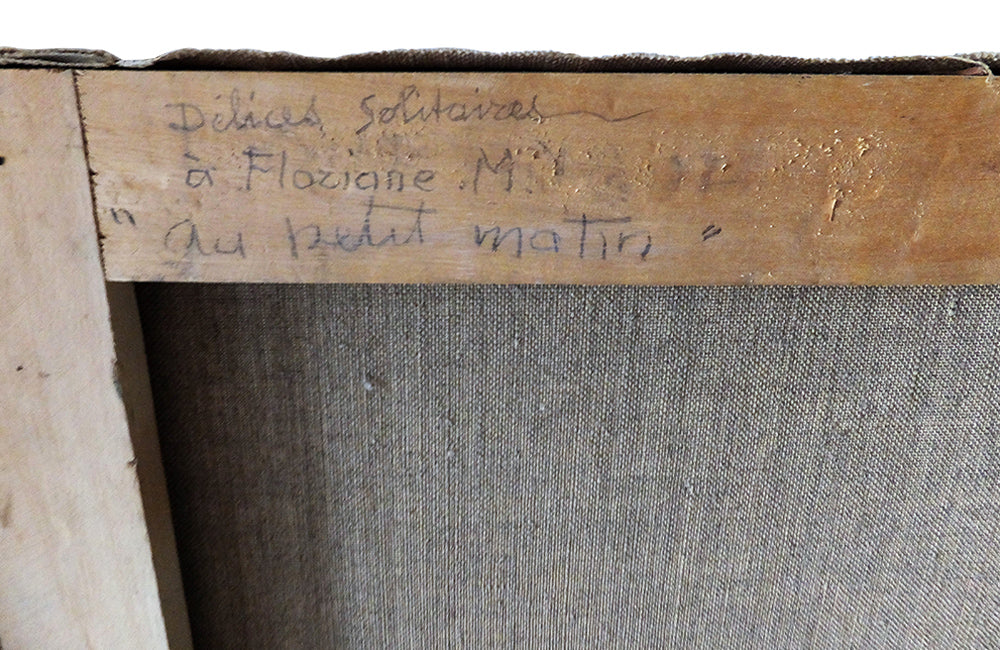 Délices Solitaires
à Floriane M.
" au petit matin "